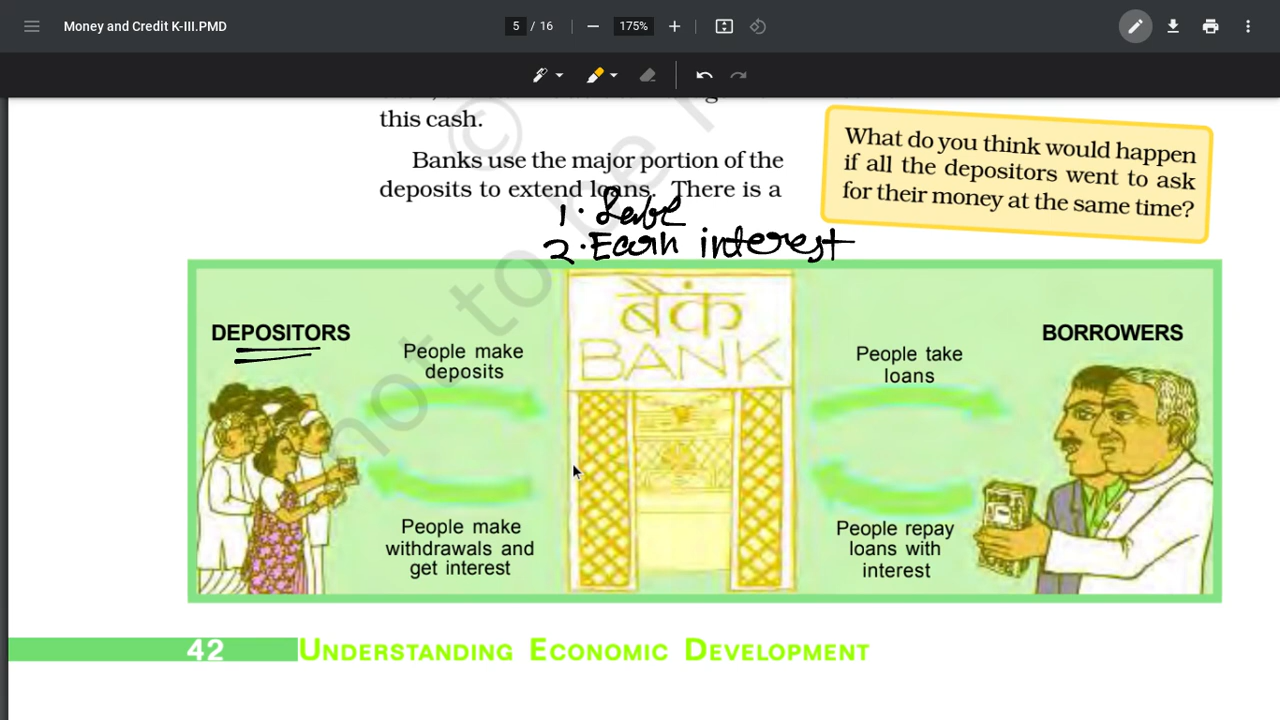 Money and Credit K-III.PMD
5 / 16
175%
this cash.
Banks use the major portion of the
deposits to extend loans. There is a
What do you think would happen
if all the depositors went to ask
for their money at the same time?
1.
2. Earn interest
DEPOSITORS
People make
deposits
People make
withdrawals and
get interest
बैंक
BANK
People take
loans
People repay
loans with
interest
BORROWERS
© not to be r
42
UNDERSTANDING ECONOMIC DEVELOPMENT